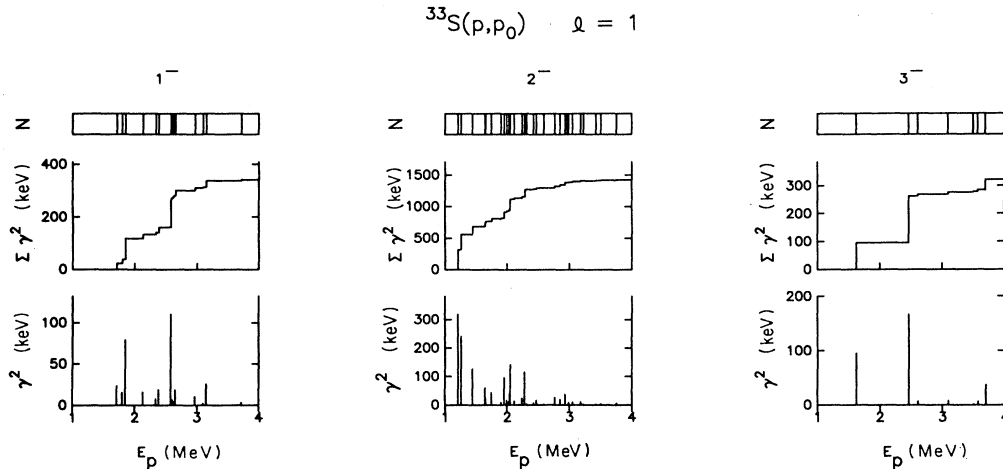 ³³S(p,p₀) ℓ = 1
1⁻ 2⁻ 3⁻
N N N
Σ γ² (keV)
400
200
0
Σ γ² (keV)
1500
1000
500
0
Σ γ² (keV)
300
200
100
0
γ² (keV)
100
50
0
γ² (keV)
300
200
100
0
γ² (keV)
200
100
0
1 2 3 4
1 2 3 4
1 2 3 4
E_p (MeV)
E_p (MeV)
E_p (MeV)